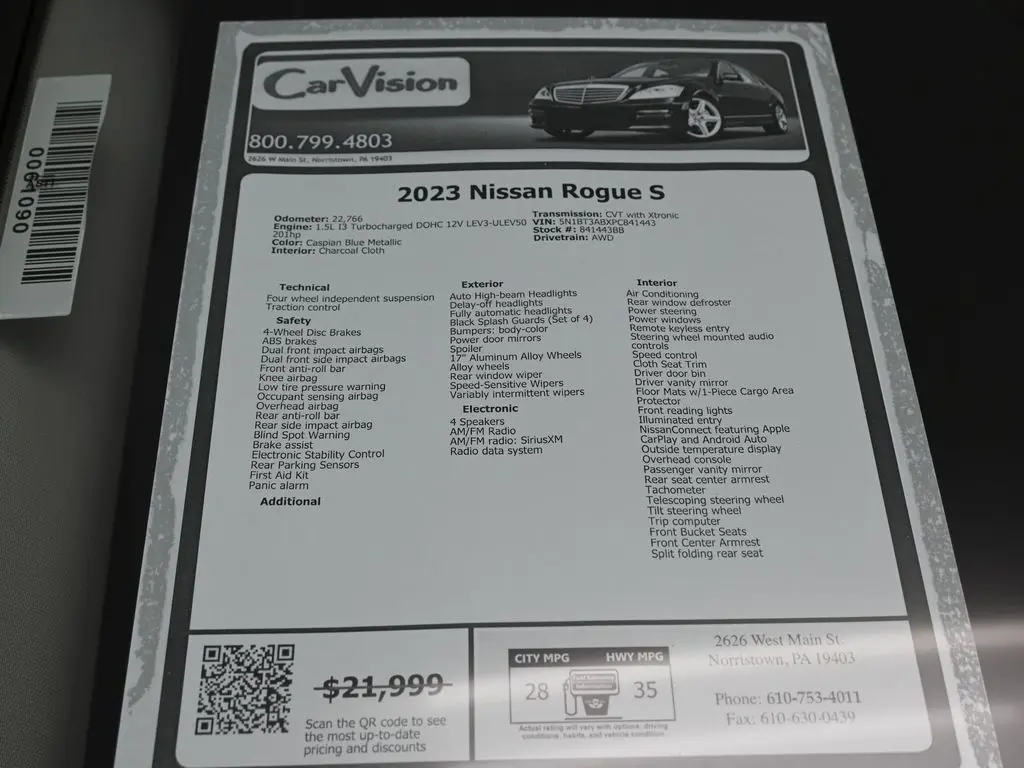 0091090
CarVision
800.799.4803
2626 W Main St, Norristown, PA 19403
2023 Nissan Rogue S
Odometer: 22,766
Engine: 1.5L I3 Turbocharged DOHC 12V LEV3-ULEV50
201hp
Color: Caspian Blue Metallic
Interior: Charcoal Cloth
Transmission: CVT with Xtronic
VIN: 5N1BT3ABXPC841443
Stock #: 841443BB
Drivetrain: AWD
Technical
Four wheel independent suspension
Traction control
Safety
4-Wheel Disc Brakes
ABS brakes
Dual front impact airbags
Dual front side impact airbags
Front anti-roll bar
Knee airbag
Low tire pressure warning
Occupant sensing airbag
Overhead airbag
Rear anti-roll bar
Rear side impact airbag
Blind Spot Warning
Brake assist
Electronic Stability Control
Rear Parking Sensors
First Aid Kit
Panic alarm
Additional
Exterior
Auto High-beam Headlights
Delay-off headlights
Fully automatic headlights
Black Splash Guards (Set of 4)
Bumpers: body-color
Power door mirrors
Spoiler
17" Aluminum Alloy Wheels
Alloy wheels
Rear window wiper
Speed-Sensitive Wipers
Variably intermittent wipers
Electronic
4 Speakers
AM/FM Radio
AM/FM radio: SiriusXM
Radio data system
Interior
Air Conditioning
Rear window defroster
Power steering
Power windows
Remote keyless entry
Steering wheel mounted audio
controls
Speed control
Cloth Seat Trim
Driver door bin
Driver vanity mirror
Floor Mats w/1-Piece Cargo Area
Protector
Front reading lights
Illuminated entry
NissanConnect featuring Apple
CarPlay and Android Auto
Outside temperature display
Overhead console
Passenger vanity mirror
Rear seat center armrest
Tachometer
Telescoping steering wheel
Tilt steering wheel
Trip computer
Front Bucket Seats
Front Center Armrest
Split folding rear seat
$21,999
Scan the QR code to see
the most up-to-date
pricing and discounts
CITY MPG HWY MPG
28 35
Actual rating will vary with options, driving
conditions, habits, and vehicle condition
2626 West Main St.
Norristown, PA 19403
Phone: 610-753-4011
Fax: 610-630-0439